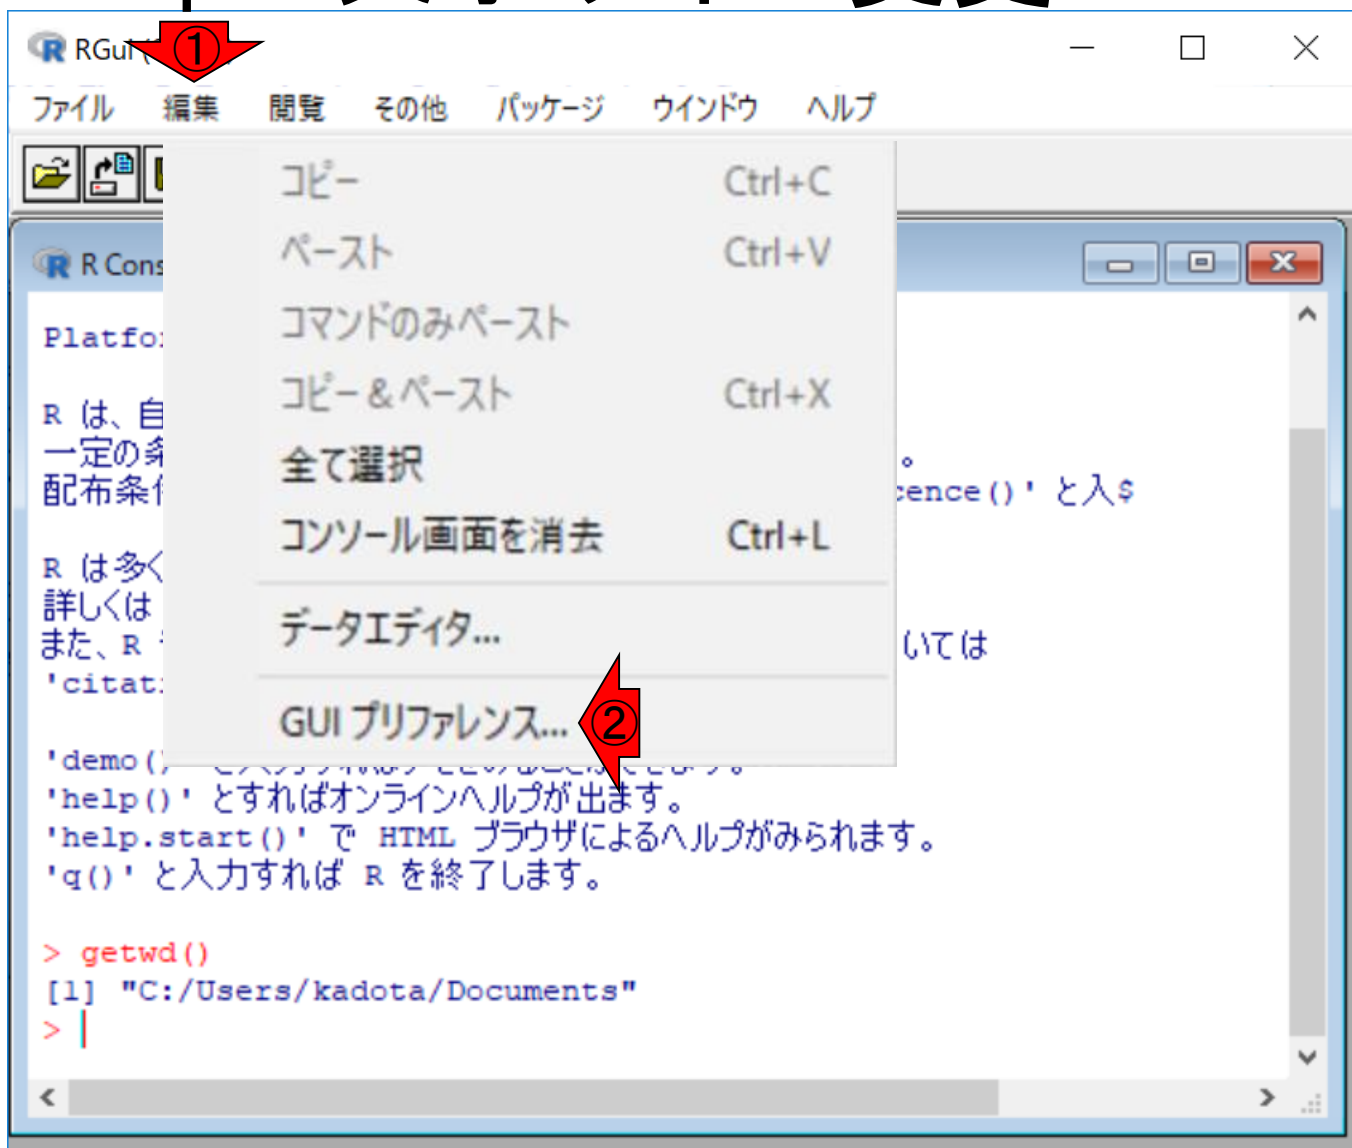 RGui
①
ファイル 編集 閲覧 その他 パッケージ ウインドウ ヘルプ
コピー Ctrl+C
ペースト Ctrl+V
コマンドのみペースト
コピー&ペースト Ctrl+X
全て選択
コンソール画面を消去 Ctrl+L
データエディタ...
GUI プリファレンス... ②
R Cons
Platfo
R は、自
一定の条 。
配布条 cence()' と入$
R は多く
詳しくは
また、R いては
'citat
'demo()'
'help()' とすればオンラインヘルプが出ます。
'help.start()' で HTML ブラウザによるヘルプがみられます。
'q()' と入力すれば R を終了します。
> getwd()
[1] "C:/Users/kadota/Documents"
>